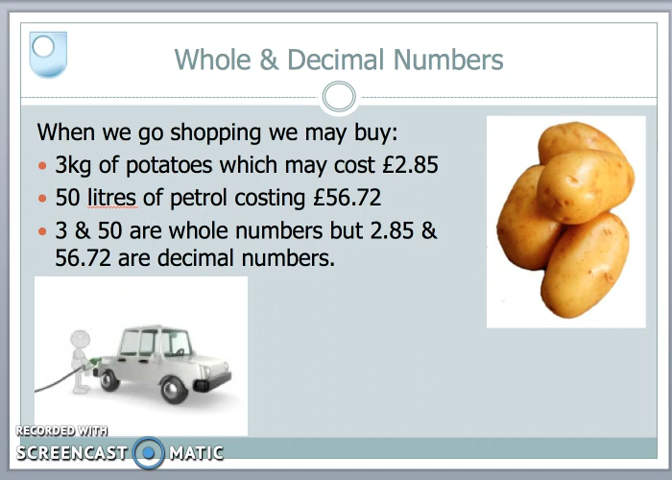 Whole & Decimal Numbers
When we go shopping we may buy:
3kg of potatoes which may cost £2.85
50 litres of petrol costing £56.72
3 & 50 are whole numbers but 2.85 &
56.72 are decimal numbers.
RECORDED WITH
SCREENCAST MATIC